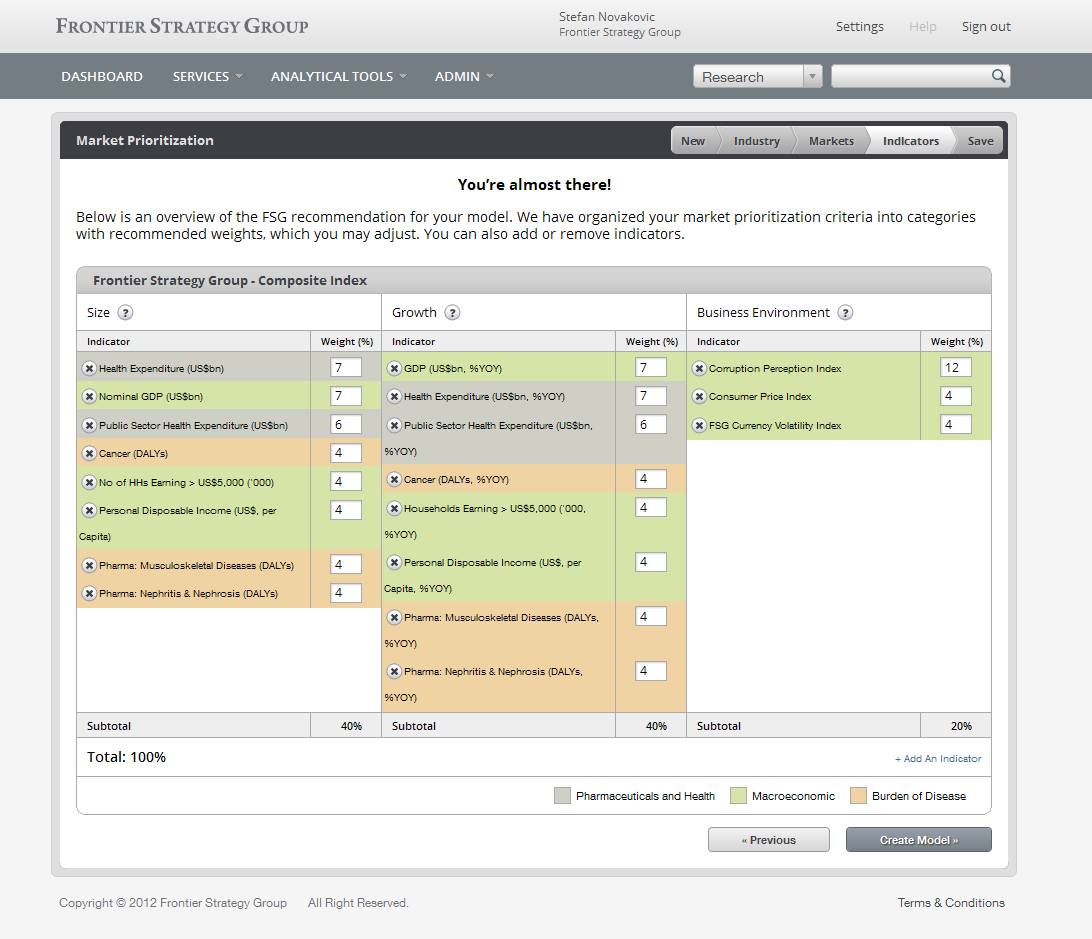 FRONTIER STRATEGY GROUP
Stefan Novakovic
Frontier Strategy Group
Settings Help Sign out
DASHBOARD SERVICES ANALYTICAL TOOLS ADMIN
Research
Market Prioritization
New Industry Markets Indicators Save
You're almost there!
Below is an overview of the FSG recommendation for your model. We have organized your market prioritization criteria into categories
with recommended weights, which you may adjust. You can also add or remove indicators.
Frontier Strategy Group - Composite Index
Size ?
Indicator Weight (%)
Health Expenditure (US$bn) 7
Nominal GDP (US$bn) 7
Public Sector Health Expenditure (US$bn) 6
Cancer (DALYs) 4
No of HHs Earning > US$5,000 ('000) 4
Personal Disposable Income (US$, per 4
Capita)
Pharma: Musculoskeletal Diseases (DALYs) 4
Pharma: Nephritis & Nephrosis (DALYs) 4
Subtotal 40%
Growth ?
Indicator Weight (%)
GDP (US$bn, %YOY) 7
Health Expenditure (US$bn, %YOY) 7
Public Sector Health Expenditure (US$bn, 6
%YOY)
Cancer (DALYs, %YOY) 4
Households Earning > US$5,000 ('000, 4
%YOY)
Personal Disposable Income (US$, per 4
Capita, %YOY)
Pharma: Musculoskeletal Diseases (DALYs, 4
%YOY)
Pharma: Nephritis & Nephrosis (DALYs, 4
%YOY)
Subtotal 40%
Business Environment ?
Indicator Weight (%)
Corruption Perception Index 12
Consumer Price Index 4
FSG Currency Volatility Index 4
Subtotal 20%
Total: 100%
+ Add An Indicator
Pharmaceuticals and Health Macroeconomic Burden of Disease
« Previous Create Model »
Copyright © 2012 Frontier Strategy Group All Right Reserved.
Terms & Conditions